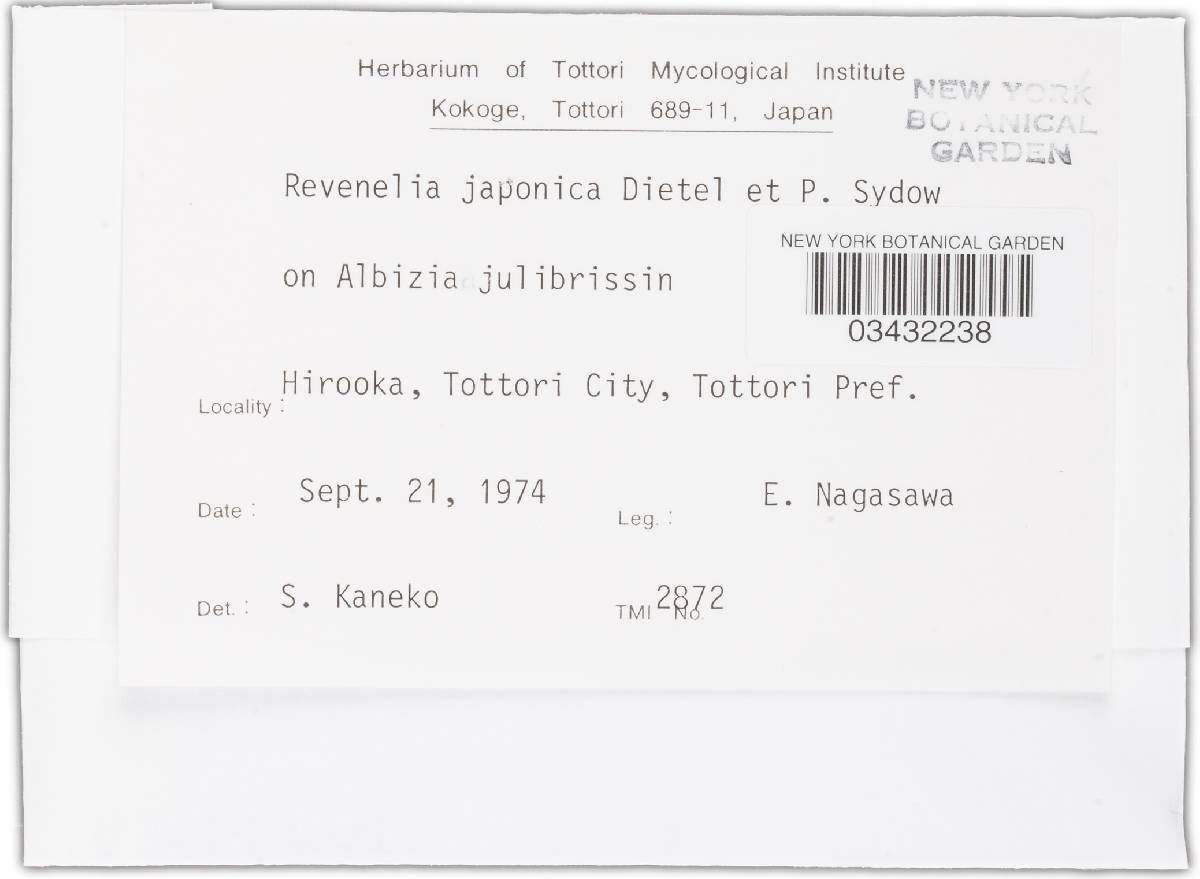 Herbarium of Tottori Mycological Institute
Kokoge, Tottori 689-11, Japan
NEW YORK
BOTANICAL
GARDEN
Revenelia japonica Dietel et P. Sydow
NEW YORK BOTANICAL GARDEN
03432238
on Albizia julibrissin
Locality: Hirooka, Tottori City, Tottori Pref.
Date: Sept. 21, 1974 Leg.: E. Nagasawa
Det.: S. Kaneko TMI No. 2872